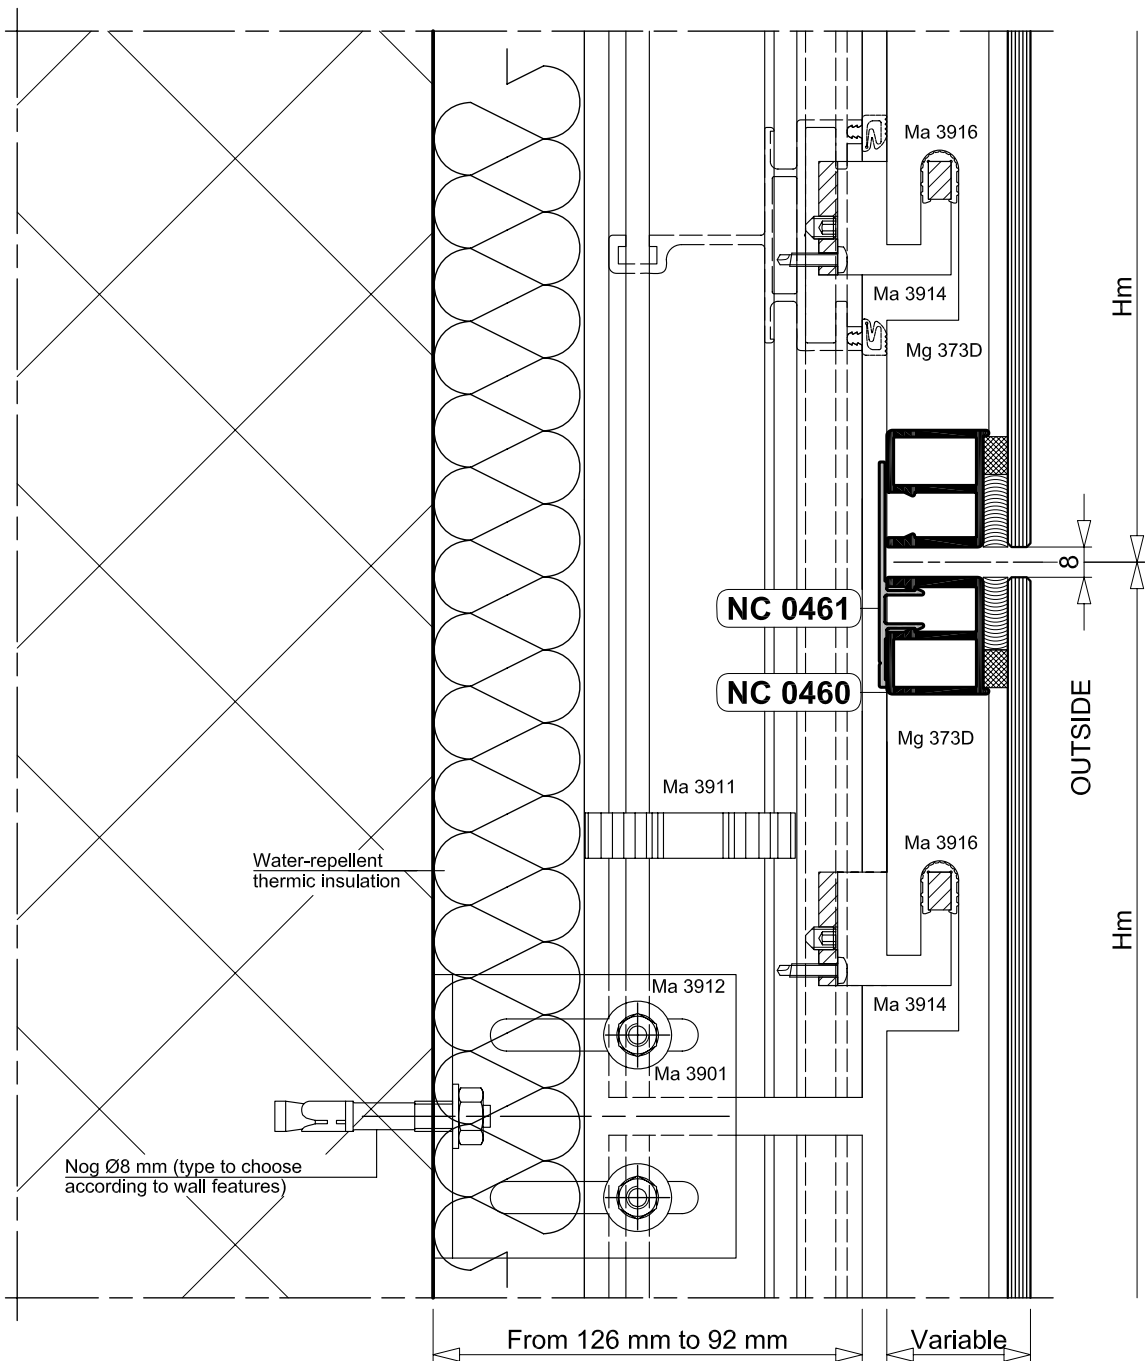 Ma 3916
Hm
Ma 3914
Mg 373D
8
NC 0461
NC 0460
OUTSIDE
Mg 373D
Ma 3911
Ma 3916
Water-repellent
thermic insulation
Hm
Ma 3912
Ma 3914
Ma 3901
Nog Ø8 mm (type to choose
according to wall features)
From 126 mm to 92 mm
Variable